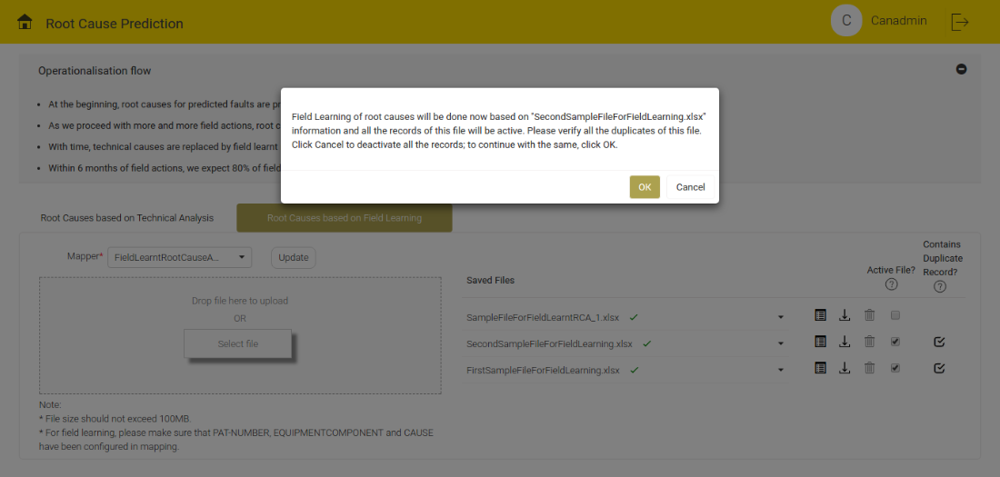 Root Cause Prediction
C
Canadmin
Operationalisation flow
• At the beginning, root causes for predicted faults are pr
• As we proceed with more and more field actions, root c
• With time, technical causes are replaced by field learnt
• Within 6 months of field actions, we expect 80% of field
Field Learning of root causes will be done now based on "SecondSampleFileForFieldLearning.xlsx"
information and all the records of this file will be active. Please verify all the duplicates of this file.
Click Cancel to deactivate all the records; to continue with the same, click OK.
OK
Cancel
Root Causes based on Technical Analysis
Root Causes based on Field Learning
Mapper*
FieldLearntRootCauseA...
Update
Drop file here to upload
OR
Select file
Note:
* File size should not exceed 100MB.
* For field learning, please make sure that PAT-NUMBER, EQUIPMENTCOMPONENT and CAUSE
have been configured in mapping.
Saved Files
Active File?
?
Contains
Duplicate
Record?
?
SampleFileForFieldLearntRCA_1.xlsx
SecondSampleFileForFieldLearning.xlsx
FirstSampleFileForFieldLearning.xlsx